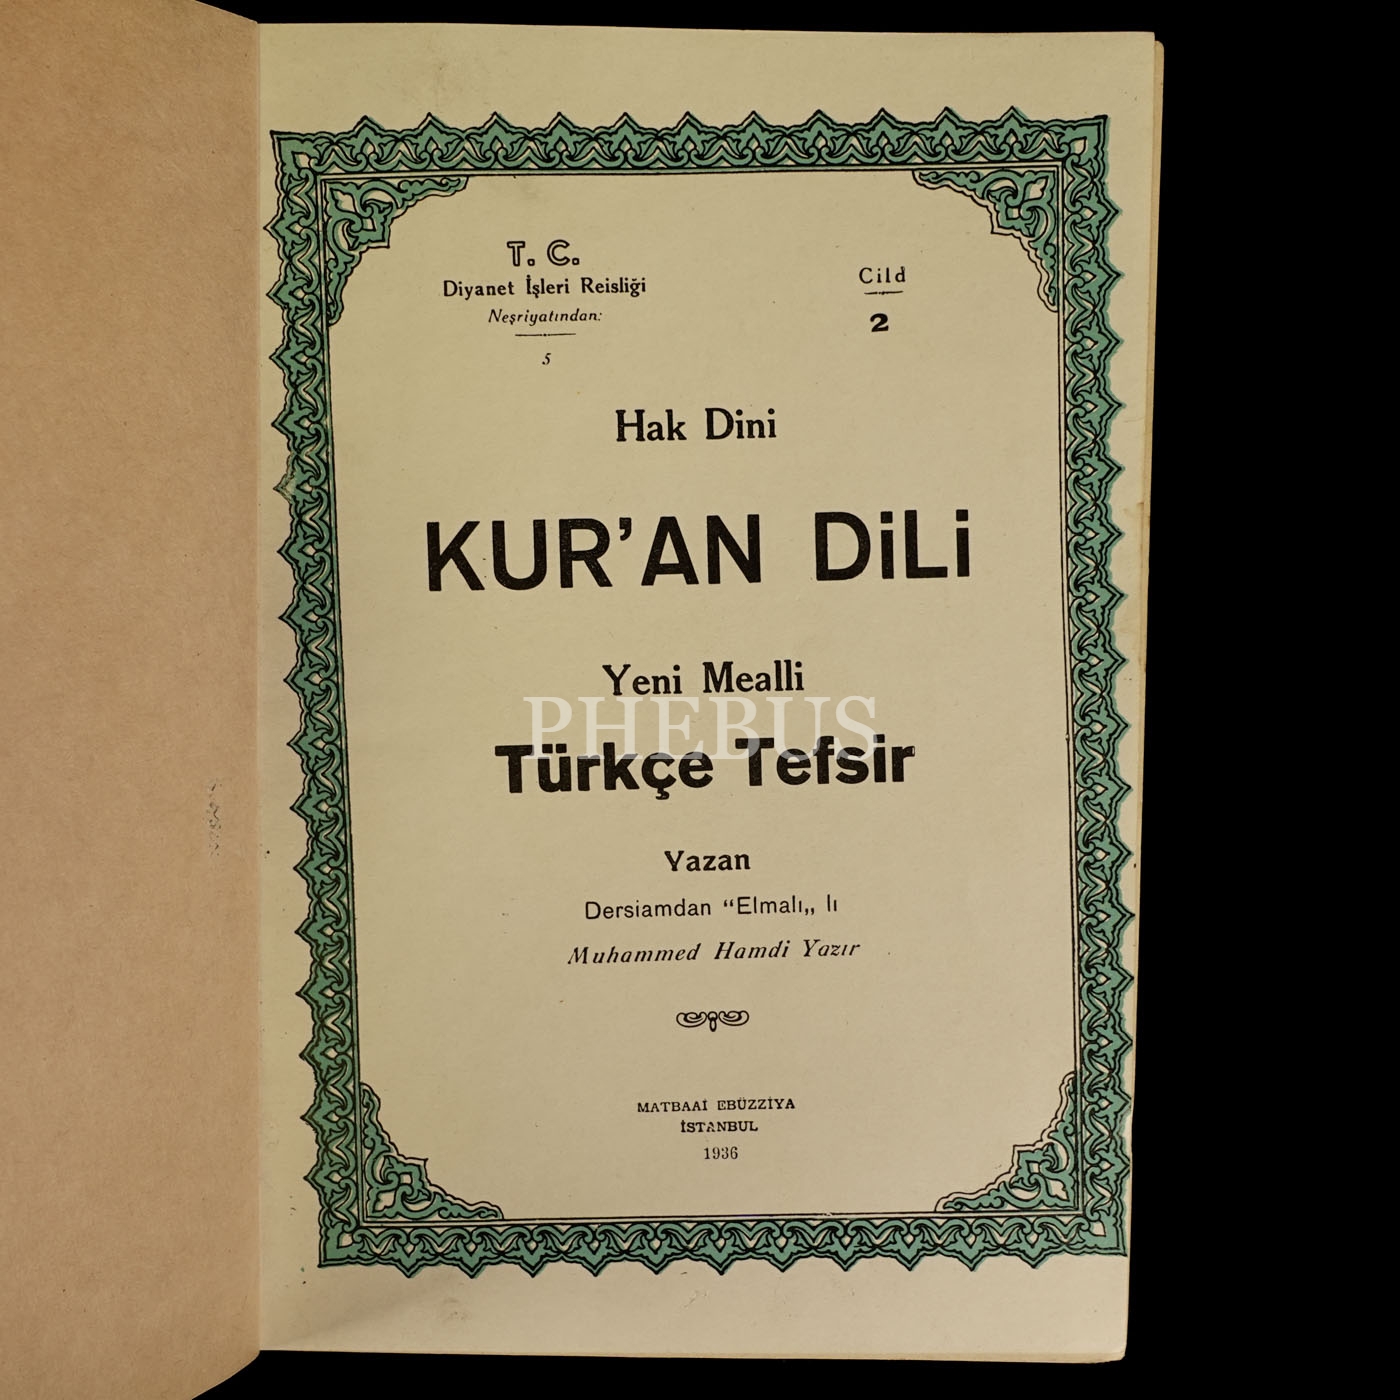 T. C.
Diyanet İşleri Reisliği
Neşriyatından:
5
Cild
2
Hak Dini
KUR'AN DiLi
Yeni Mealli
PHEBUS
Türkçe Tefsir
Yazan
Dersiamdan “Elmalı„ lı
Muhammed Hamdi Yazır
MATBAAİ EBÜZZİYA
İSTANBUL
1936